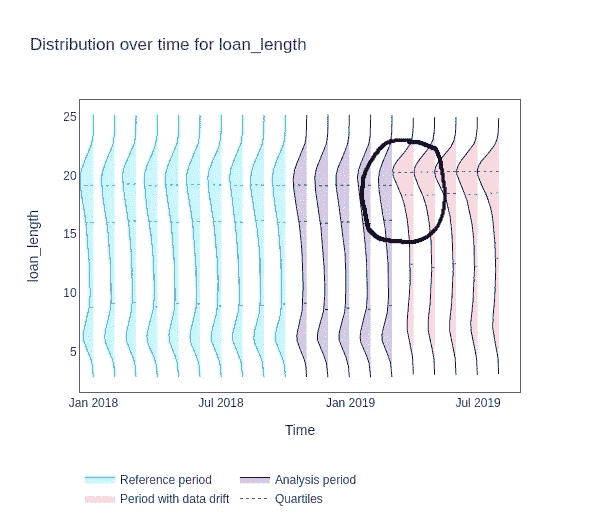 Distribution over time for loan_length
25
20
15
10
5
loan_length
Jan 2018
Jul 2018
Jan 2019
Jul 2019
Time
Reference period
Analysis period
Period with data drift
Quartiles